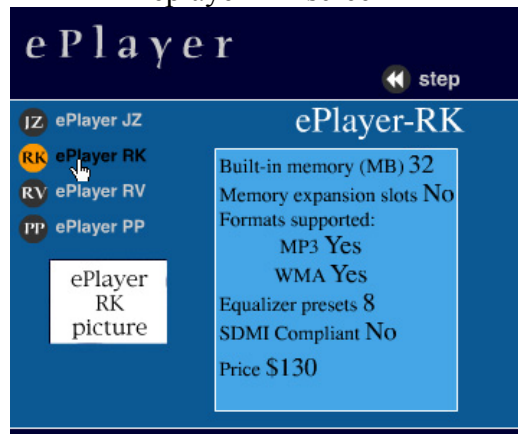 ePlayer
step
JZ ePlayer JZ
RK ePlayer RK
RV ePlayer RV
PP ePlayer PP
ePlayer
RK
picture
ePlayer-RK
Built-in memory (MB) 32
Memory expansion slots No
Formats supported:
MP3 Yes
WMA Yes
Equalizer presets 8
SDMI Compliant No
Price $130